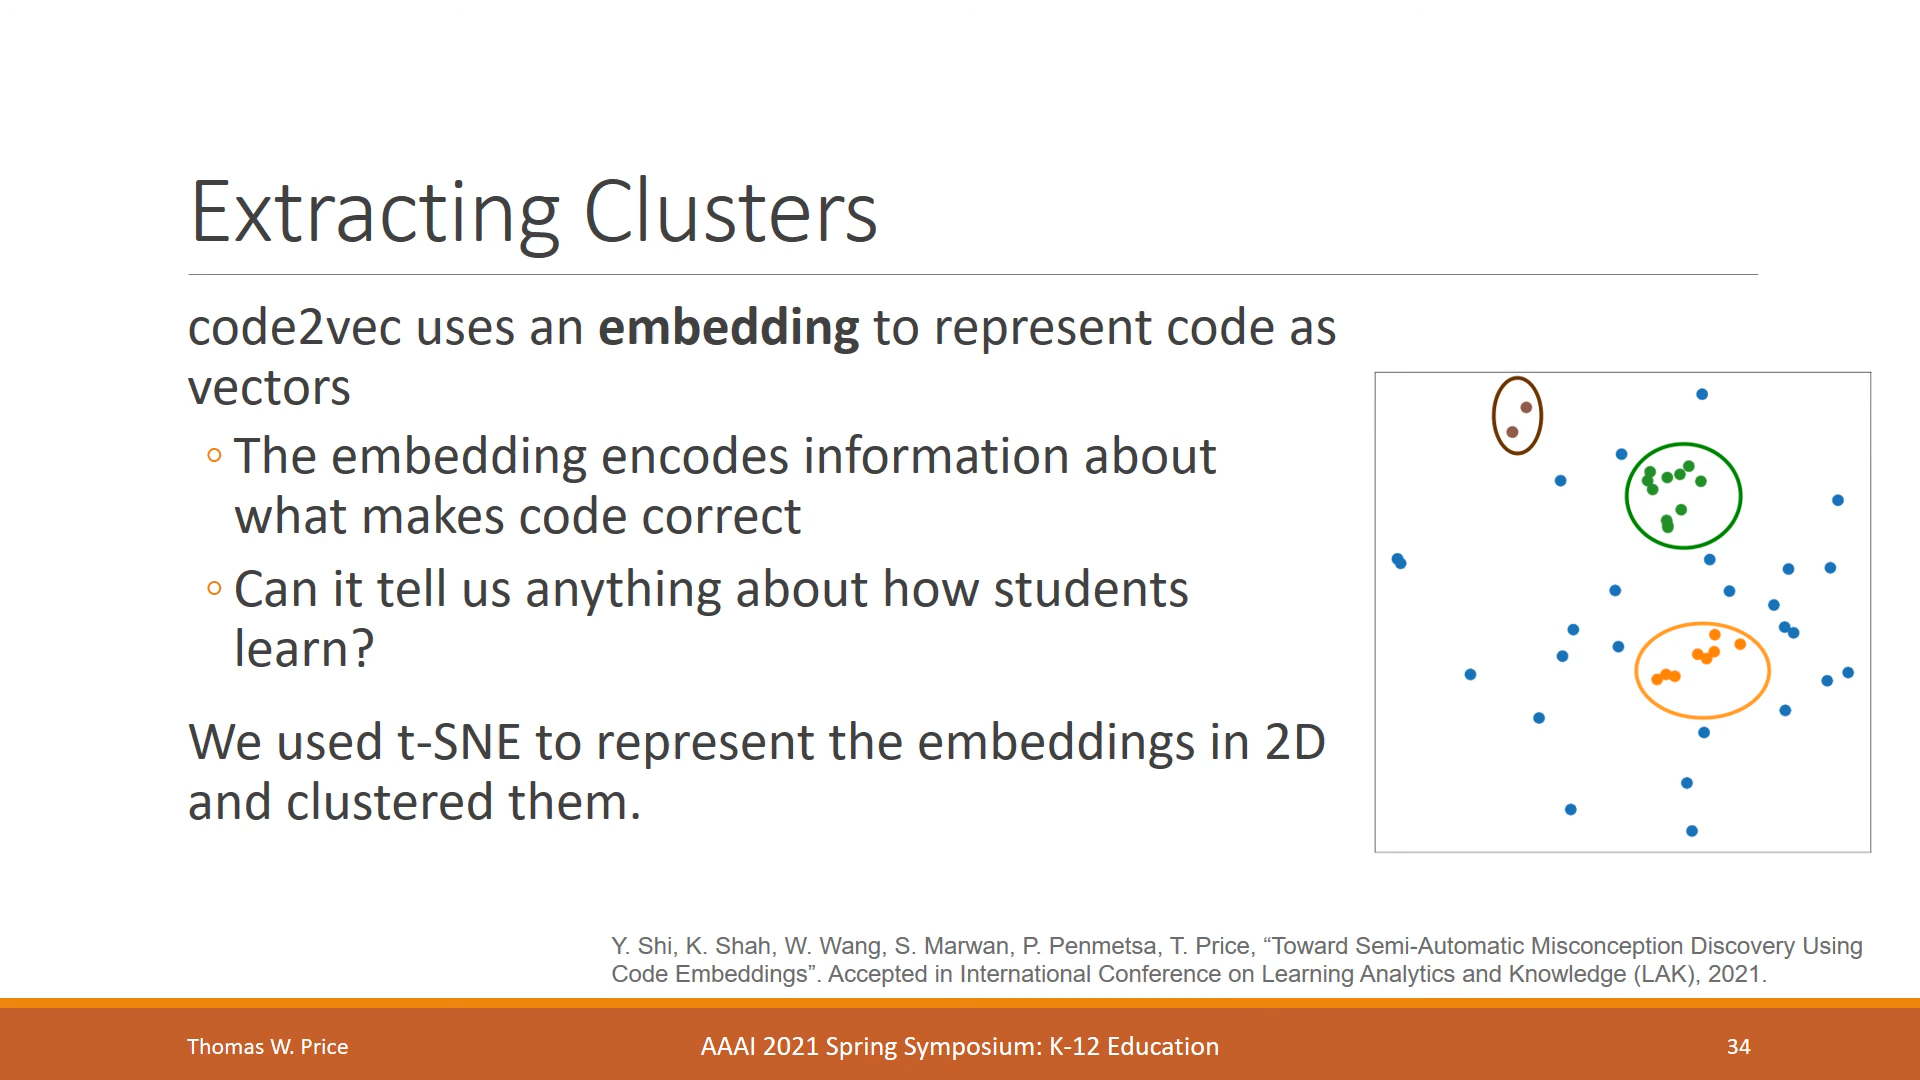 Extracting Clusters
code2vec uses an embedding to represent code as
vectors
◦ The embedding encodes information about
what makes code correct
◦ Can it tell us anything about how students
learn?
We used t-SNE to represent the embeddings in 2D
and clustered them.
Y. Shi, K. Shah, W. Wang, S. Marwan, P. Penmetsa, T. Price, “Toward Semi-Automatic Misconception Discovery Using
Code Embeddings”. Accepted in International Conference on Learning Analytics and Knowledge (LAK), 2021.
Thomas W. Price
AAAI 2021 Spring Symposium: K-12 Education
34